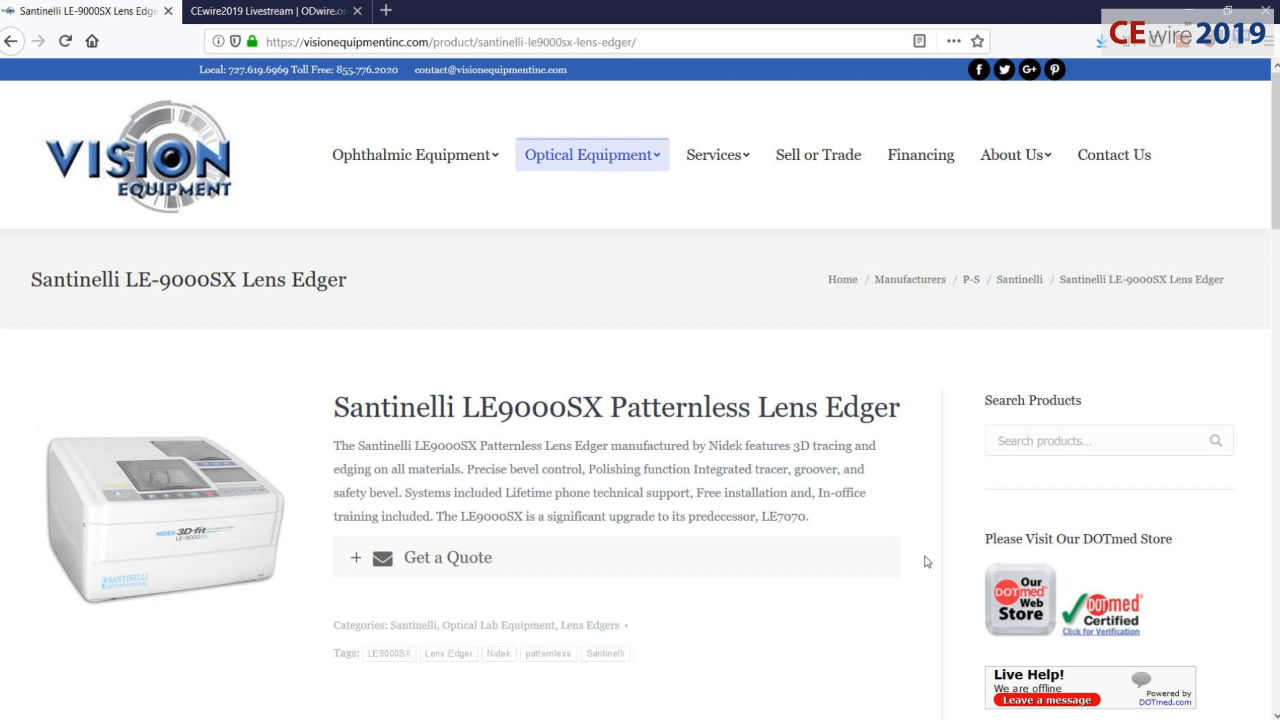 Santinelli LE-9000SX Lens Edge
CEwire2019 Livestream | ODwire.or
CEwire 2019
https://visionequipmentinc.com/product/santinelli-le9000sx-lens-edger/
Local: 727.619.6969 Toll Free: 855.776.2020 contact@visionequipmentinc.com
VISION
EQUIPMENT
Ophthalmic Equipment
Optical Equipment
Services
Sell or Trade
Financing
About Us
Contact Us
Santinelli LE-9000SX Lens Edger
Home / Manufacturers / P-S / Santinelli / Santinelli LE-9000SX Lens Edger
Santinelli LE9000SX Patternless Lens Edger
The Santinelli LE9000SX Patternless Lens Edger manufactured by Nidek features 3D tracing and
edging on all materials. Precise bevel control, Polishing function Integrated tracer, groover, and
safety bevel. Systems included Lifetime phone technical support, Free installation and, In-office
training included. The LE9000SX is a significant upgrade to its predecessor, LE7070.
+ Get a Quote
Categories: Santinelli, Optical Lab Equipment, Lens Edgers •
Tags: LE9000SX Lens Edger Nidek patternless Santinelli
NIDEK 3D-fit
LE-9000SX
SANTINELLI
INTERNATIONAL
Search Products
Search products...
Please Visit Our DOTmed Store
Our
DOTmed
Web
Store
DOTmed
Certified
Click for Verification
Live Help!
We are offline
Leave a message
Powered by
DOTmed.com